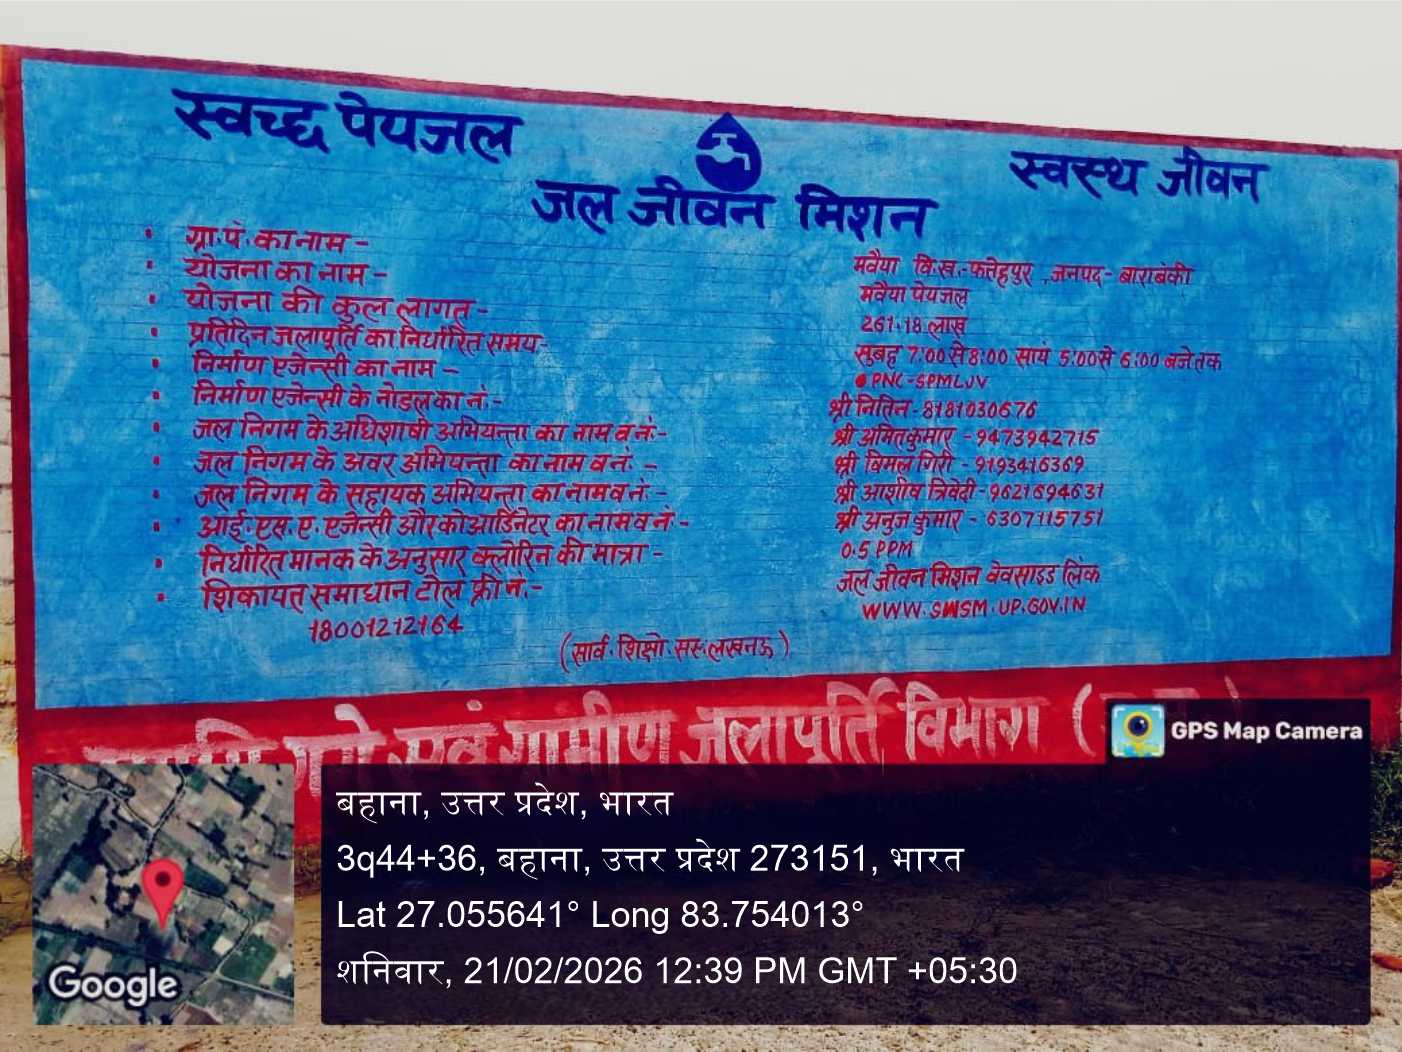 स्वच्छ पेयजल
स्वस्थ जीवन
जल जीवन मिशन
• ग्रा.पं. का नाम - मवैया वि.ख.-फतेहपुर, जनपद- बाराबंकी
• योजना का नाम - मवैया पेयजल
• योजना की कुल लागत - 261.18 लाख
• प्रतिदिन जलापूर्ति का निर्धारित समय- सुबह 7:00 से 8:00 सायं 5:00 से 6:00 बजे तक
• निर्माण एजेन्सी का नाम - PNC-SPMLJV
• निर्माण एजेन्सी के नोडल का नं.- श्री नितिन - 8181030676
• जल निगम के अधिशाषी अभियन्ता का नाम व नं- श्री अमित कुमार - 9473942715
• जल निगम के अवर अभियन्ता का नाम व नं. - श्री बिमल गिरी - 9193416369
• जल निगम के सहायक अभियन्ता का नाम व नं. - श्री आशीष त्रिवेदी - 9621694631
• आई.एस.ए. एजेन्सी और कोआर्डिनेटर का नाम व नं - श्री अनुज कुमार - 6307115751
• निर्धारित मानक के अनुसार क्लोरिन की मात्रा - 0.5 PPM
• शिकायत समाधान टोल फ्री नं.- जल जीवन मिशन वेवसाइड लिंक
18001212164 WWW.SWSM.UP.GOV.IN
(सार्व. शिक्षो. सस. लखनऊ)
एवं ग्रामीण जलापूर्ति विभाग (
GPS Map Camera
बहाना, उत्तर प्रदेश, भारत
3q44+36, बहाना, उत्तर प्रदेश 273151, भारत
Lat 27.055641° Long 83.754013°
शनिवार, 21/02/2026 12:39 PM GMT +05:30
Google